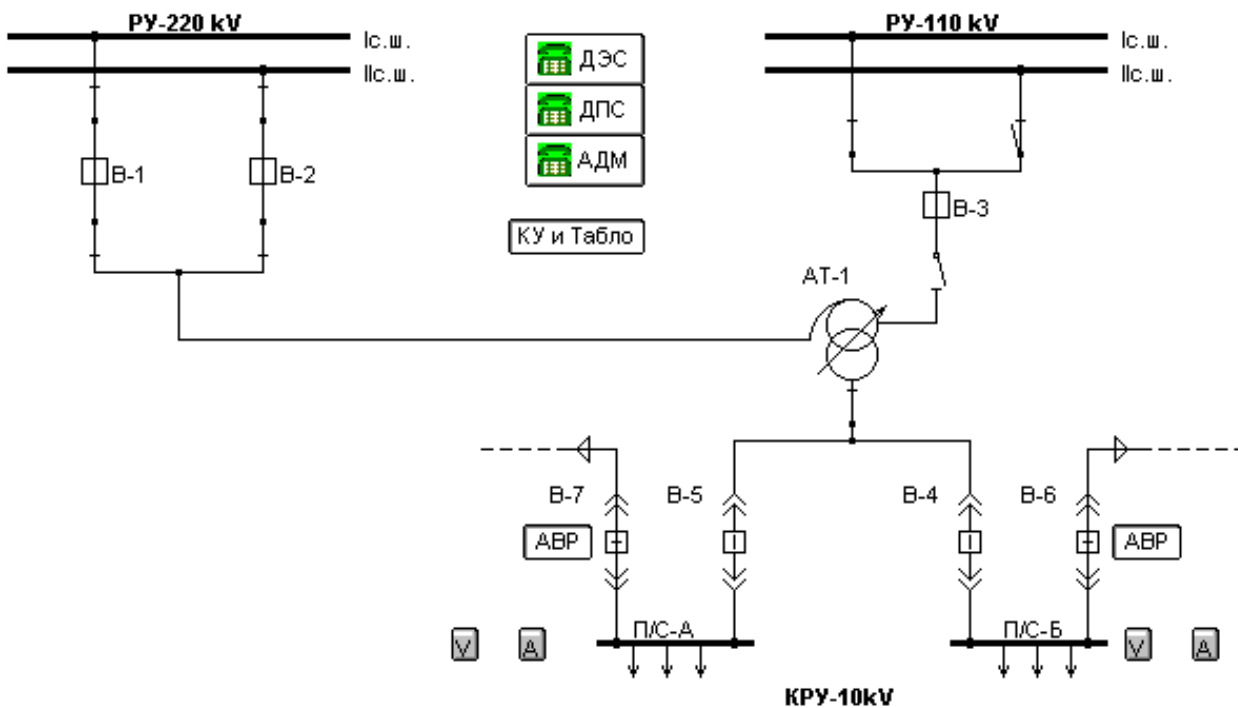 РУ-220 kV
РУ-110 kV
Iс.ш.
IIс.ш.
ДЭС
ДПС
АДМ
Iс.ш.
IIс.ш.
В-1
В-2
В-3
КУ и Табло
АТ-1
В-7
В-5
В-4
В-6
АВР
АВР
П/С-А
П/С-Б
V
A
V
A
КРУ-10kV